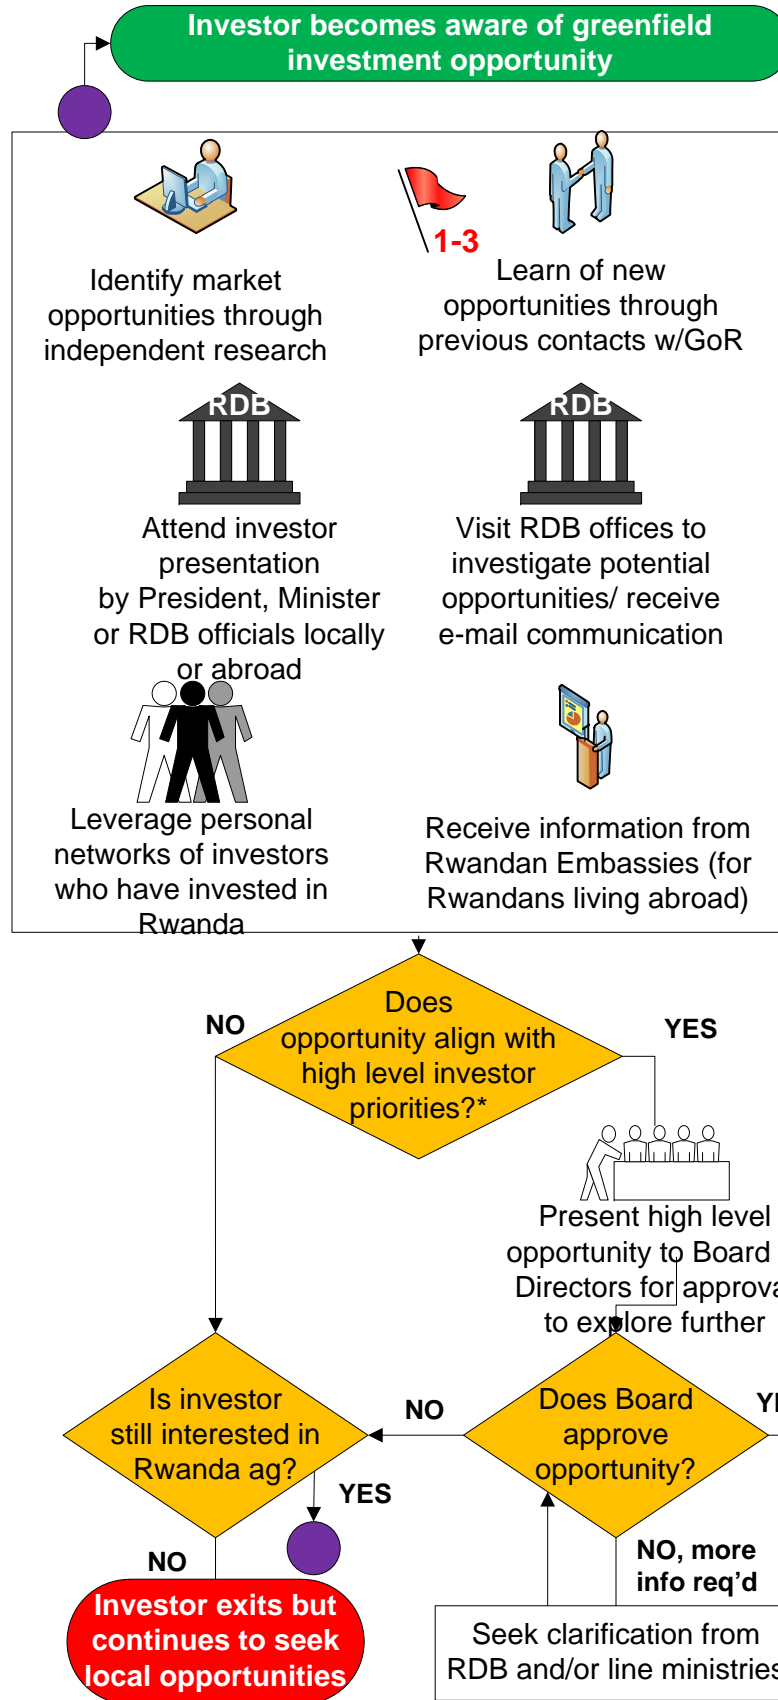 Investor becomes aware of greenfield
investment opportunity
1-3
Identify market
opportunities through
independent research
Learn of new
opportunities through
previous contacts w/GoR
RDB
Attend investor
presentation
by President, Minister
or RDB officials locally
or abroad
RDB
Visit RDB offices to
investigate potential
opportunities/ receive
e-mail communication
Leverage personal
networks of investors
who have invested in
Rwanda
Receive information from
Rwandan Embassies (for
Rwandans living abroad)
Does
opportunity align with
high level investor
priorities?*
NO
YES
Present high level
opportunity to Board
Directors for approva
to explore further
Is investor
still interested in
Rwanda ag?
NO
Does Board
approve
opportunity?
YES
NO
NO, more
info req'd
Investor exits but
continues to seek
local opportunities
Seek clarification from
RDB and/or line ministries